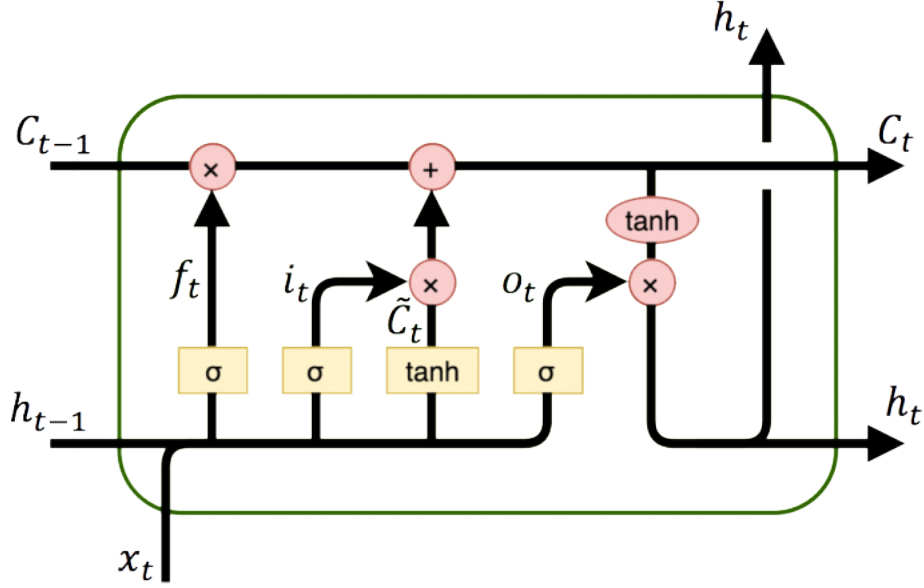 h_t
C_{t-1}
C_t
×
+
tanh
f_t
i_t
×
o_t
×
C̃_t
σ
σ
tanh
σ
h_{t-1}
h_t
x_t